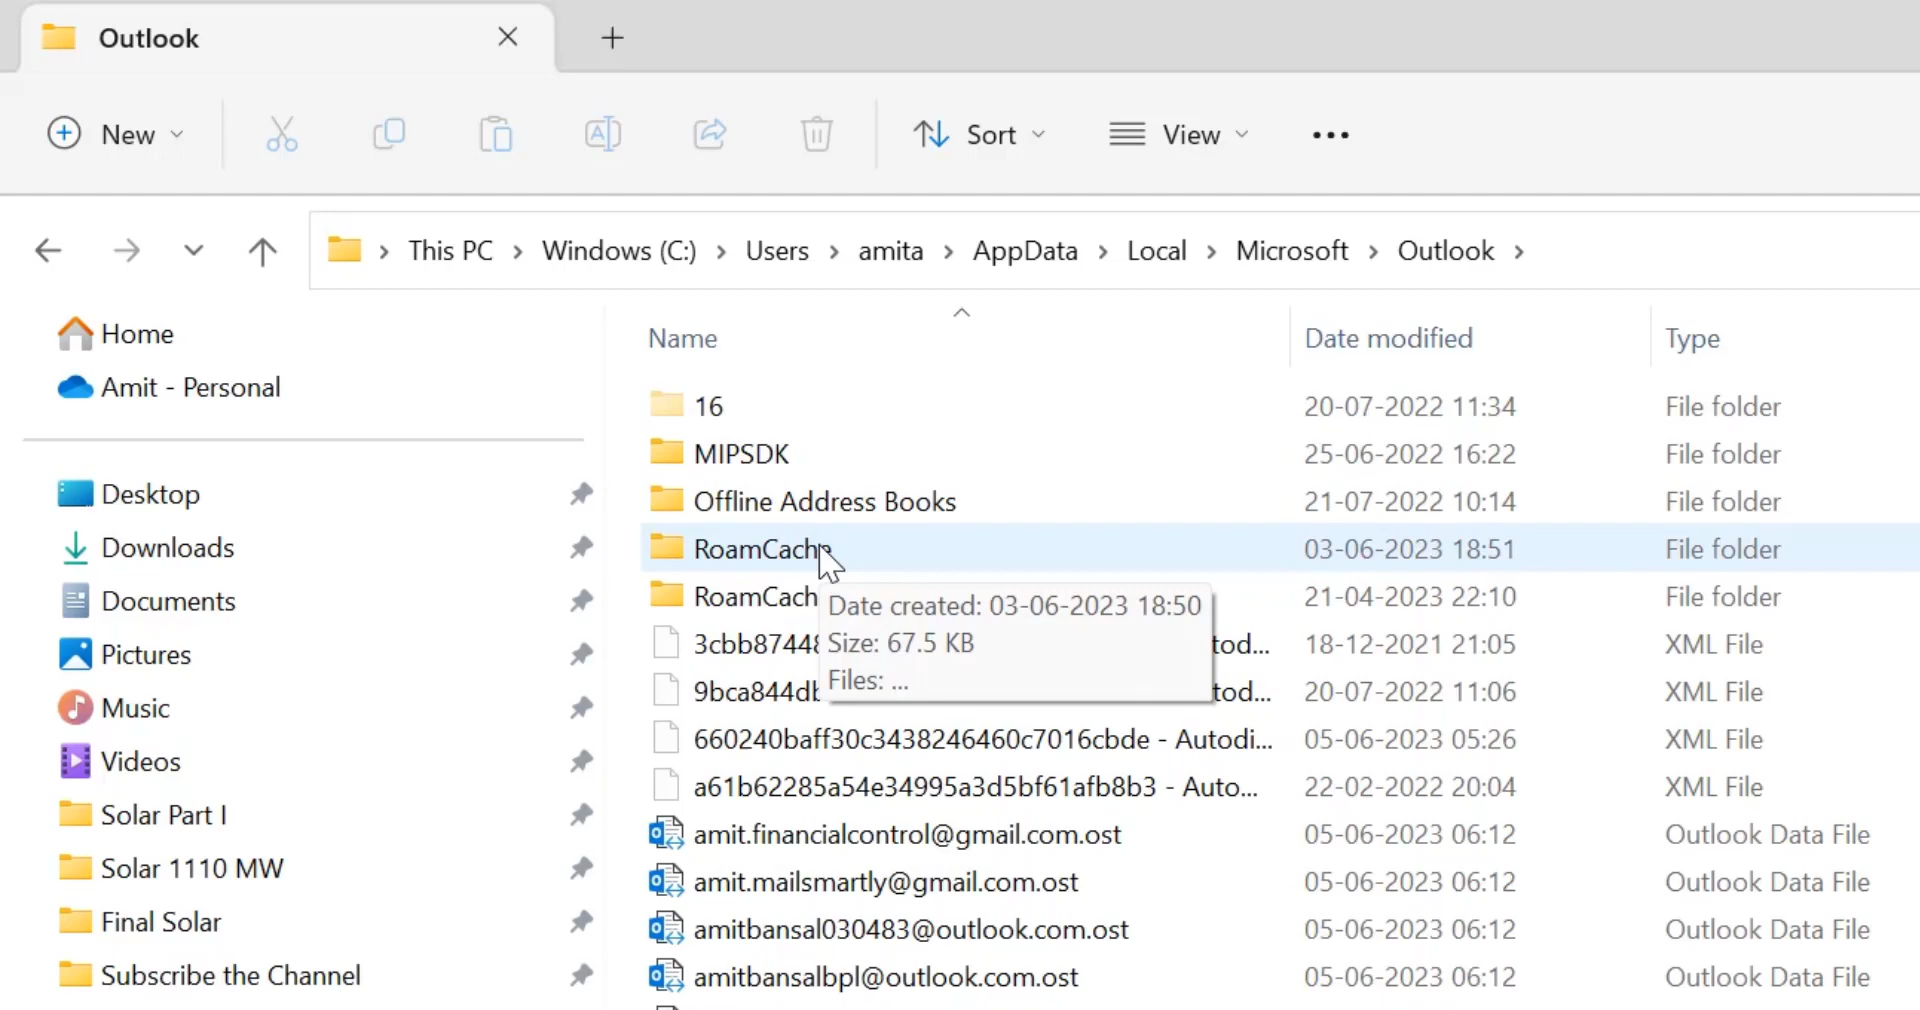 Outlook
New
Sort
View
This PC > Windows (C:) > Users > amita > AppData > Local > Microsoft > Outlook >
Home
Amit - Personal
Desktop
Downloads
Documents
Pictures
Music
Videos
Solar Part I
Solar 1110 MW
Final Solar
Subscribe the Channel
Name Date modified Type
16 20-07-2022 11:34 File folder
MIPSDK 25-06-2022 16:22 File folder
Offline Address Books 21-07-2022 10:14 File folder
RoamCache 03-06-2023 18:51 File folder
RoamCach 21-04-2023 22:10 File folder
Date created: 03-06-2023 18:50
Size: 67.5 KB
Files: ...
3cbb8744 tod... 18-12-2021 21:05 XML File
9bca844db tod... 20-07-2022 11:06 XML File
660240baff30c3438246460c7016cbde - Autodi... 05-06-2023 05:26 XML File
a61b62285a54e34995a3d5bf61afb8b3 - Auto... 22-02-2022 20:04 XML File
amit.financialcontrol@gmail.com.ost 05-06-2023 06:12 Outlook Data File
amit.mailsmartly@gmail.com.ost 05-06-2023 06:12 Outlook Data File
amitbansal030483@outlook.com.ost 05-06-2023 06:12 Outlook Data File
amitbansalbpl@outlook.com.ost 05-06-2023 06:12 Outlook Data File